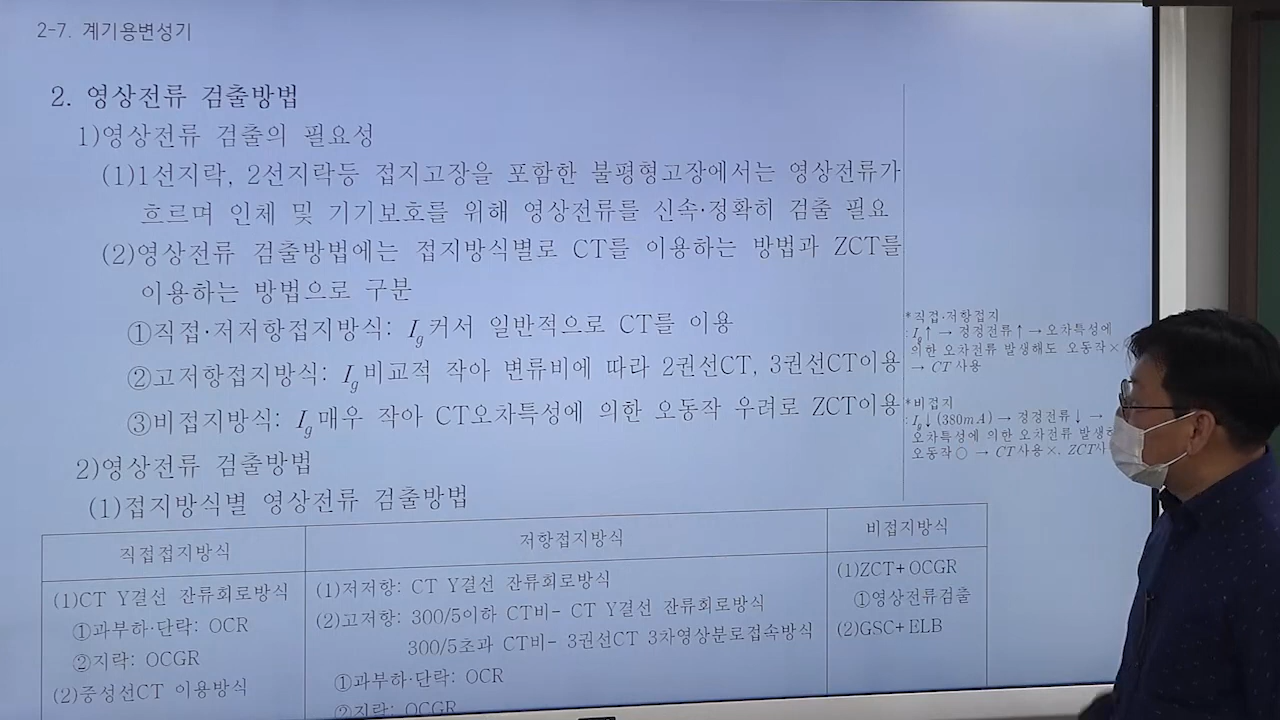 2-7. 계기용변성기
2. 영상전류 검출방법
1)영상전류 검출의 필요성
(1)1선지락, 2선지락등 접지고장을 포함한 불평형고장에서는 영상전류가
흐르며 인체 및 기기보호를 위해 영상전류를 신속·정확히 검출 필요
(2)영상전류 검출방법에는 접지방식별로 CT를 이용하는 방법과 ZCT를
이용하는 방법으로 구분
①직접·저저항접지방식: Ig커서 일반적으로 CT를 이용
②고저항접지방식: Ig비교적 작아 변류비에 따라 2권선CT, 3권선CT이용
③비접지방식: Ig매우 작아 CT오차특성에 의한 오동작 우려로 ZCT이용
*직접·저항접지
:Ig↑ → 경경전류↑ → 오차특성에
의한 오차전류 발생해도 오동작×
→ CT사용
*비접지
:Ig↓(380mA) → 경경전류↓ →
오차특성에 의한 오차전류 발생
오동작○ → CT사용×, ZCT사
2)영상전류 검출방법
(1)접지방식별 영상전류 검출방법
직접접지방식
(1)CT Y결선 잔류회로방식
①과부하·단락: OCR
②지락: OCGR
(2)중성선CT 이용방식
저항접지방식
(1)저저항: CT Y결선 잔류회로방식
(2)고저항: 300/5이하 CT비- CT Y결선 잔류회로방식
300/5초과 CT비- 3권선CT 3차영상분로접속방식
①과부하·단락: OCR
②지락: OCGR
비접지방식
(1)ZCT+OCGR
①영상전류검출
(2)GSC+ELB